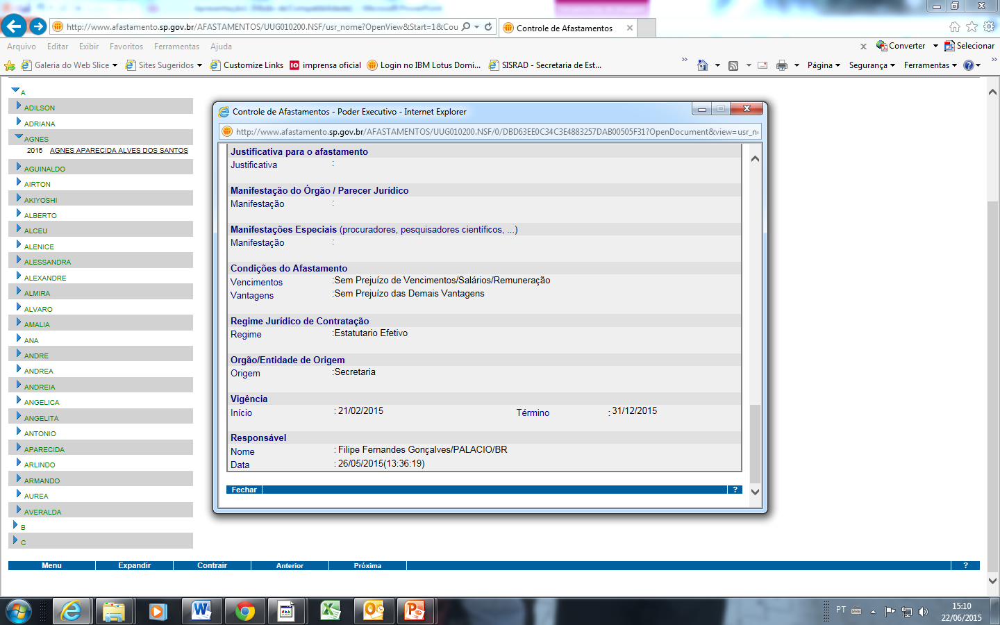 http://www.afastamento.sp.gov.br/AFASTAMENTOS/UUG010200.NSF/usr_nome?OpenView&Start=1&Cou
Controle de Afastamentos
Arquivo Editar Exibir Favoritos Ferramentas Ajuda
x Converter Selecionar
Galeria do Web Slice Sites Sugeridos Customize Links imprensa oficial Login no IBM Lotus Domi... SISRAD - Secretaria de Est... » Página Segurança Ferramentas »
A
ADILSON
ADRIANA
AGNES
2015 AGNES APARECIDA ALVES DOS SANTOS
AGUINALDO
AIRTON
AKIYOSHI
ALBERTO
ALCEU
ALENICE
ALESSANDRA
ALEXANDRE
ALMIRA
ALVARO
AMALIA
ANA
ANDRE
ANDREA
ANDREIA
ANGELICA
ANGELITA
ANTONIO
APARECIDA
ARLINDO
ARMANDO
AUREA
AVERALDA
B
C
Controle de Afastamentos - Poder Executivo - Internet Explorer
http://www.afastamento.sp.gov.br/AFASTAMENTOS/UUG010200.NSF/0/DBD63EE0C34C3E4883257DAB00505F31?OpenDocument&view=usr_n
Justificativa para o afastamento
Justificativa :
Manifestação do Órgão / Parecer Jurídico
Manifestação :
Manifestações Especiais (procuradores, pesquisadores científicos, ...)
Manifestação :
Condições do Afastamento
Vencimentos :Sem Prejuízo de Vencimentos/Salários/Remuneração
Vantagens :Sem Prejuízo das Demais Vantagens
Regime Jurídico de Contratação
Regime :Estatutario Efetivo
Orgão/Entidade de Origem
Origem :Secretaria
Vigência
Início : 21/02/2015 Término : 31/12/2015
Responsável
Nome : Filipe Fernandes Gonçalves/PALACIO/BR
Data : 26/05/2015(13:36:19)
Fechar ?
Menu Expandir Contrair Anterior Próxima ?
PT 15:10
22/06/2015